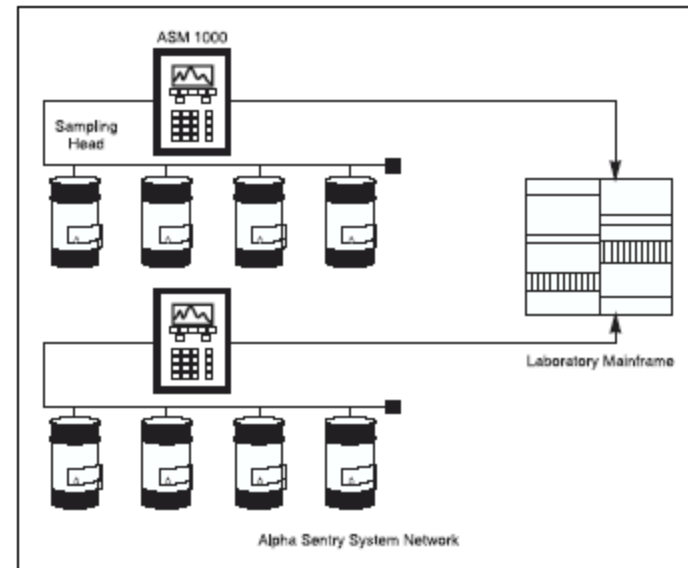 ASM 1000
Sampling
Head
Laboratory Mainframe
Alpha Sentry System Network